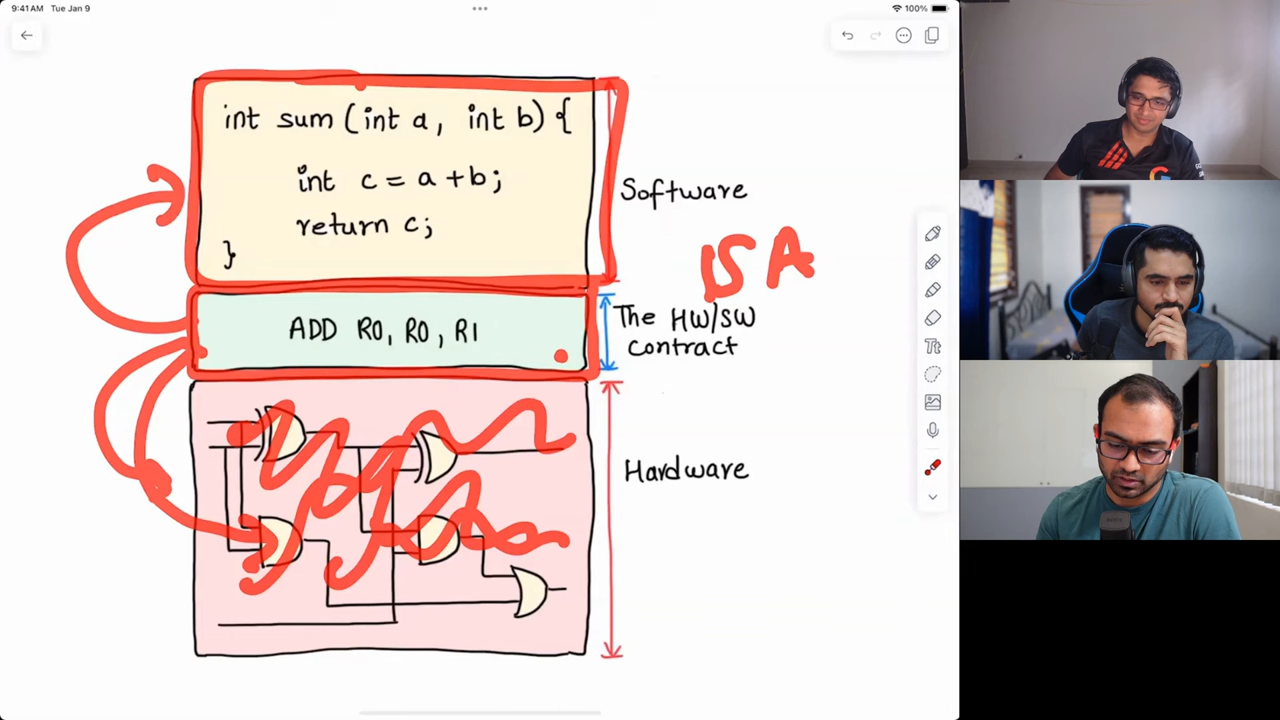 9:41 AM Tue Jan 9
100%
int sum (int a, int b) {
int c = a + b;
return c;
}
Software
ISA
ADD R0, R0, R1
The HW/SW
contract
Hardware
Tt